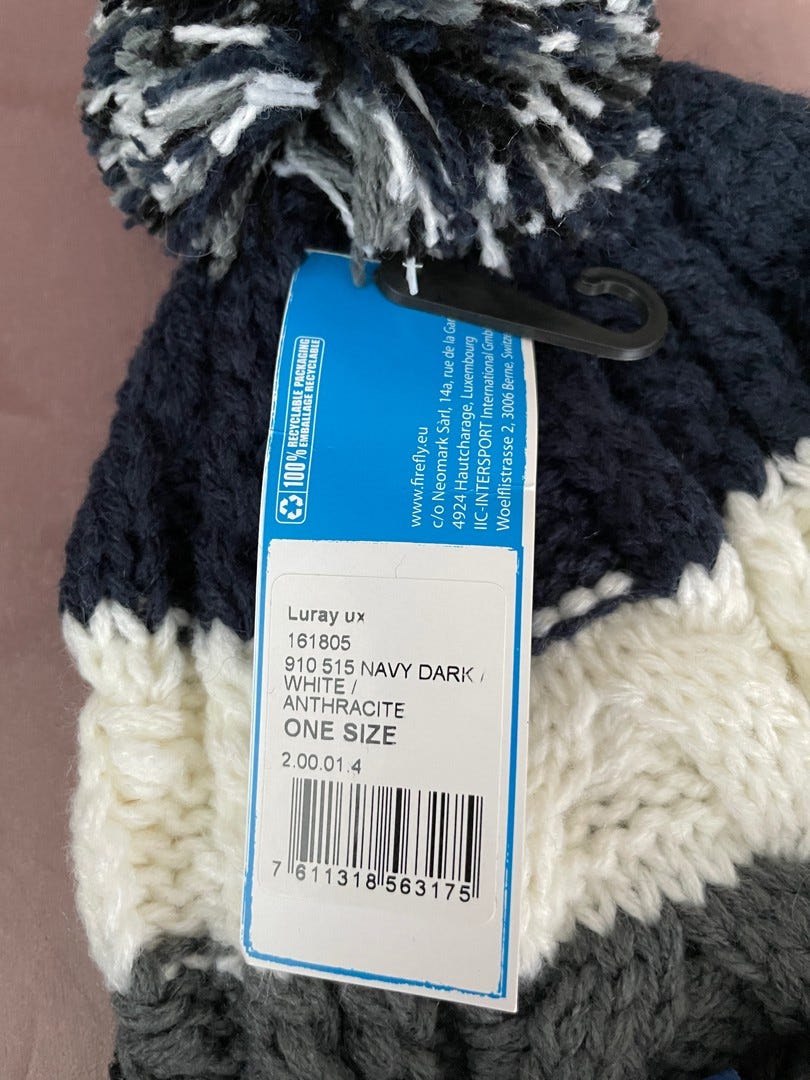 100% RECYCLABLE PACKAGING
EMBALLAGE RECYCLABLE
www.firefly.eu
c/o Neomark Sàrl, 14a, rue de la
4924 Hautcharage, Luxembourg
IIC-INTERSPORT International
Woelflistrasse 2, 3006 Berne,
Luray ux
161805
910 515 NAVY DARK /
WHITE /
ANTHRACITE
ONE SIZE
2.00.01.4
7 611318 563175